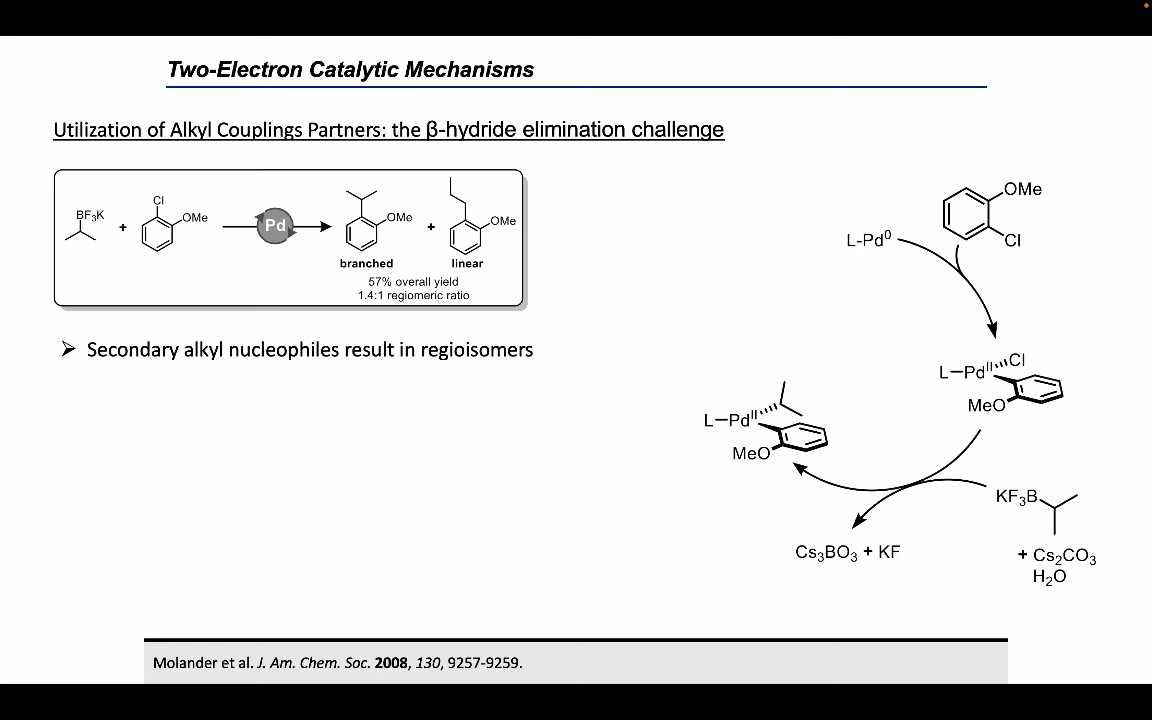 Two-Electron Catalytic Mechanisms
Utilization of Alkyl Couplings Partners: the β-hydride elimination challenge
BF₃K
+
Cl
OMe
Pd
OMe
branched
+
OMe
linear
57% overall yield
1.4:1 regiomeric ratio
➢ Secondary alkyl nucleophiles result in regioisomers
OMe
Cl
L-Pd⁰
L–Pdᴵᴵ Cl
MeO
L–Pdᴵᴵ
MeO
KF₃B
Cs₃BO₃ + KF
+ Cs₂CO₃
H₂O
Molander et al. J. Am. Chem. Soc. 2008, 130, 9257-9259.